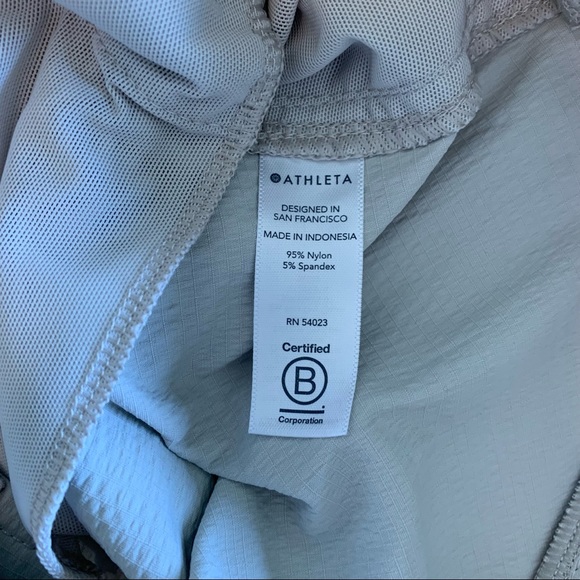 ATHLETA
DESIGNED IN
SAN FRANCISCO
MADE IN INDONESIA
95% Nylon
5% Spandex
RN 54023
Certified
B
Corporation